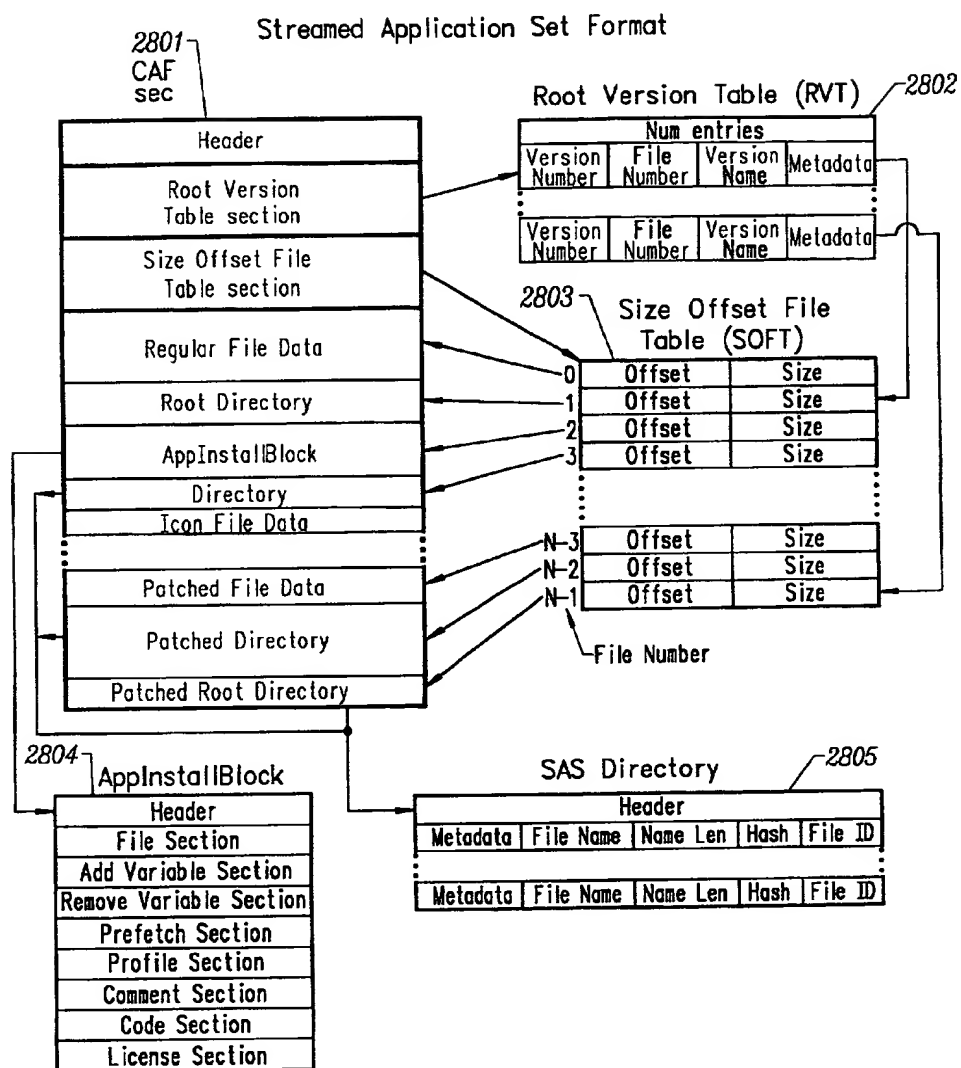 Streamed Application Set Format
2801
CAF
sec
Header
Root Version
Table section
Size Offset File
Table section
Regular File Data
Root Directory
AppInstallBlock
Directory
Icon File Data
Patched File Data
Patched Directory
Patched Root Directory
Root Version Table (RVT)
2802
Num entries
Version Number
File Number
Version Name
Metadata
Version Number
File Number
Version Name
Metadata
2803
Size Offset File
Table (SOFT)
0 Offset Size
1 Offset Size
2 Offset Size
3 Offset Size
N-3 Offset Size
N-2 Offset Size
N-1 Offset Size
File Number
2804
AppInstallBlock
Header
File Section
Add Variable Section
Remove Variable Section
Prefetch Section
Profile Section
Comment Section
Code Section
License Section
SAS Directory
2805
Header
Metadata File Name Name Len Hash File ID
Metadata File Name Name Len Hash File ID